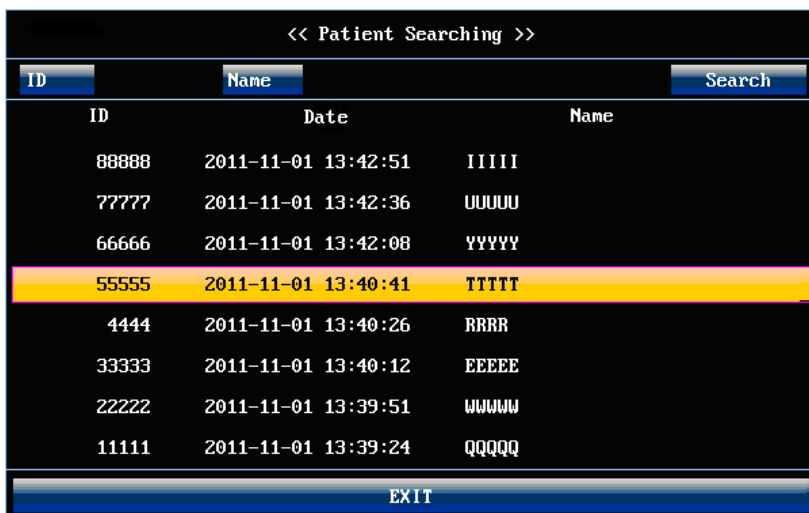 << Patient Searching >>
ID Name Search
ID Date Name
88888 2011-11-01 13:42:51 IIIII
77777 2011-11-01 13:42:36 UUUUU
66666 2011-11-01 13:42:08 YYYYY
55555 2011-11-01 13:40:41 TTTTT
4444 2011-11-01 13:40:26 RRRR
33333 2011-11-01 13:40:12 EEEEE
22222 2011-11-01 13:39:51 WWWWW
11111 2011-11-01 13:39:24 QQQQQ
EXIT